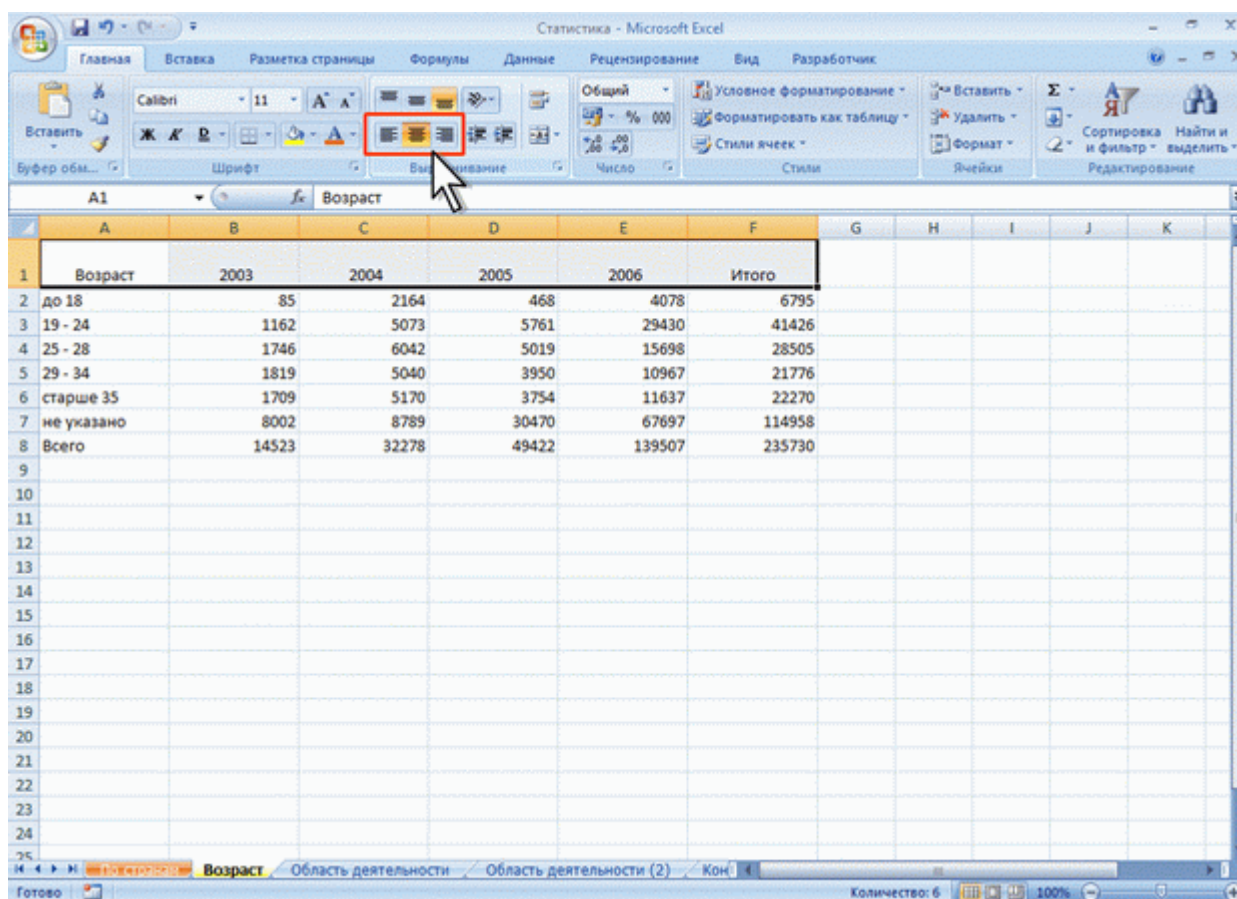 Статистика - Microsoft Excel
Главная Вставка Разметка страницы Формулы Данные Рецензирование Вид Разработчик
Вставить
Calibri 11
Ж К Ч
Общий
% 000
Условное форматирование
Форматировать как таблицу
Стили ячеек
Вставить
Удалить
Формат
Сортировка и фильтр
Найти и выделить
Буфер обм... Шрифт Число Стили Ячейки Редактирование
A1 fx Возраст
A B C D E F G H I J K
1 Возраст 2003 2004 2005 2006 Итого
2 до 18 85 2164 468 4078 6795
3 19 - 24 1162 5073 5761 29430 41426
4 25 - 28 1746 6042 5019 15698 28505
5 29 - 34 1819 5040 3950 10967 21776
6 старше 35 1709 5170 3754 11637 22270
7 не указано 8002 8789 30470 67697 114958
8 Всего 14523 32278 49422 139507 235730
9
10
11
12
13
14
15
16
17
18
19
20
21
22
23
24
25
По странам Возраст Область деятельности Область деятельности (2) Кон
Готово Количество: 6 100%